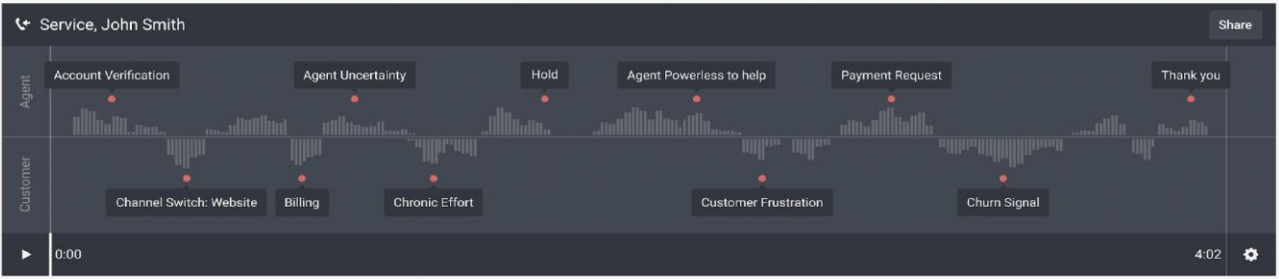 Service, John Smith
Share
Agent
Account Verification
Agent Uncertainty
Hold
Agent Powerless to help
Payment Request
Thank you
Customer
Channel Switch: Website
Billing
Chronic Effort
Customer Frustration
Churn Signal
0:00
4:02